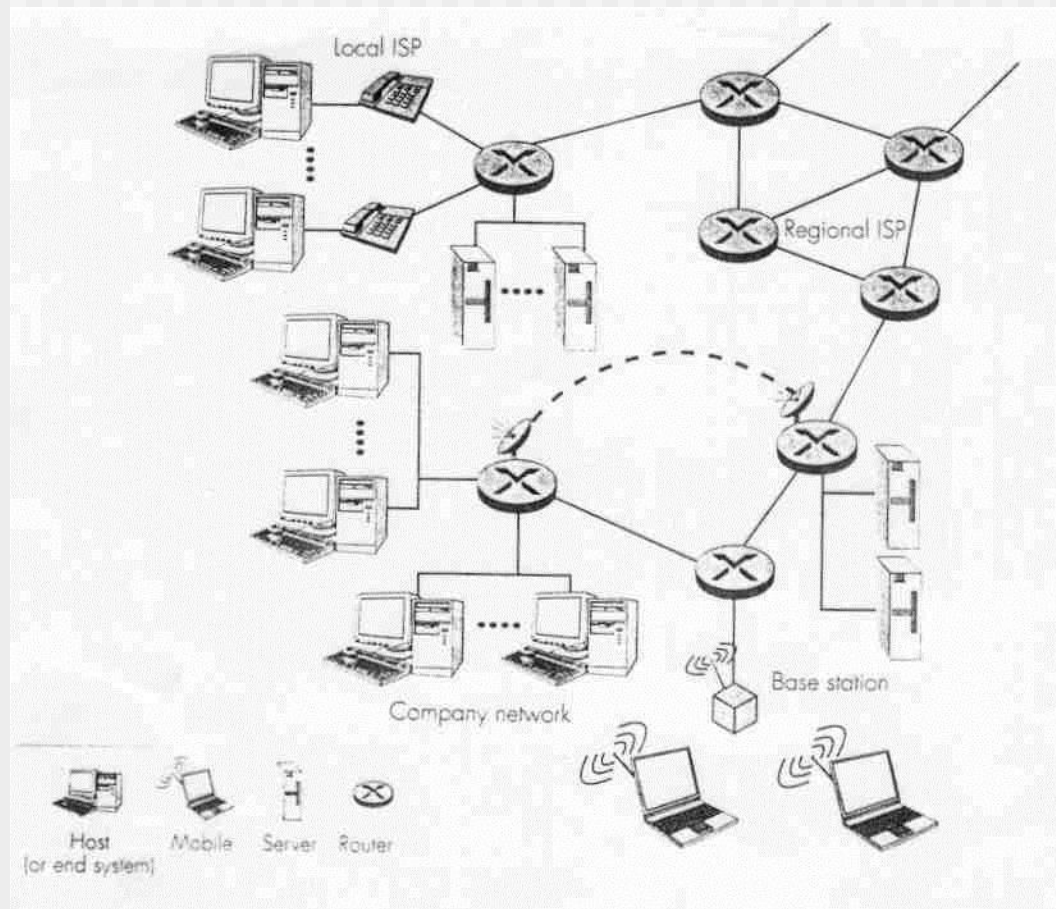 Local ISP
Regional ISP
Base station
Company network
Host
(or end system)
Mobile
Server
Router